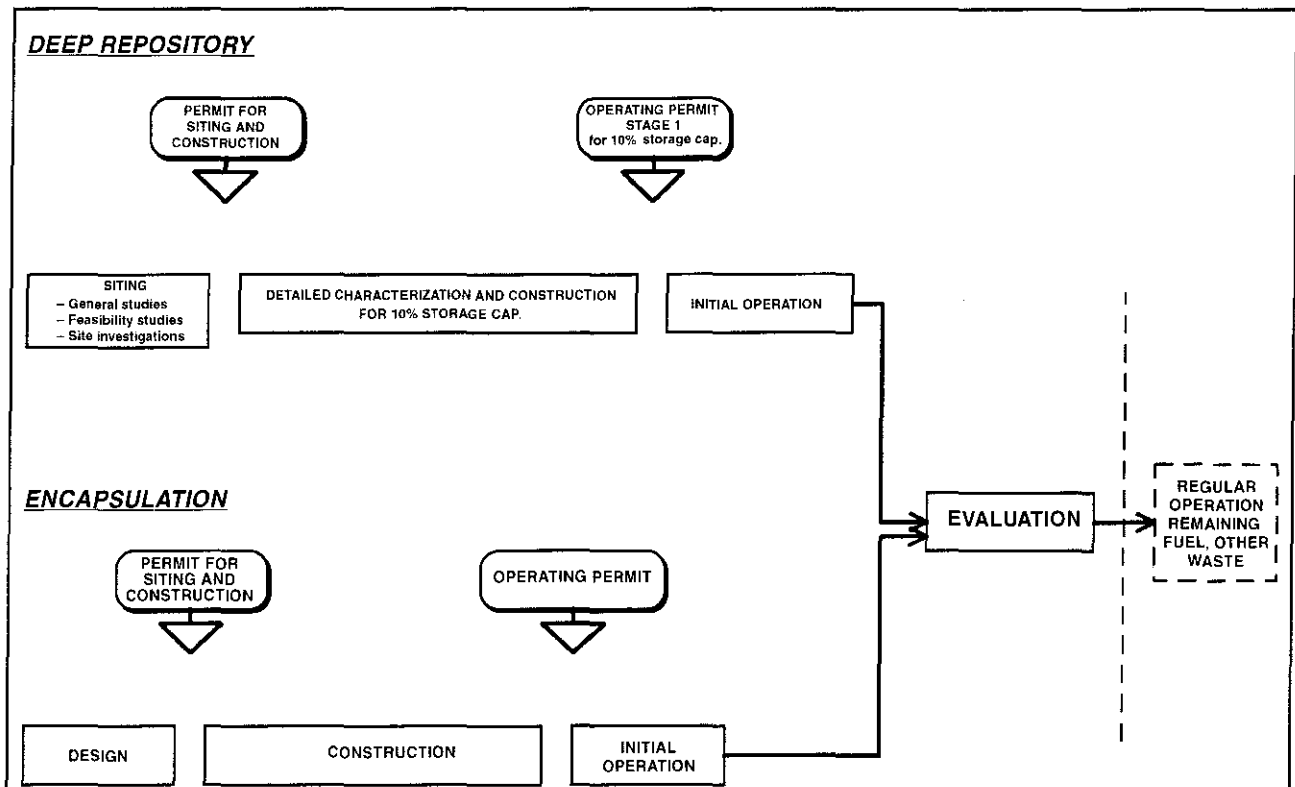 DEEP REPOSITORY
PERMIT FOR
SITING AND
CONSTRUCTION
OPERATING PERMIT
STAGE 1
for 10% storage cap.
SITING
– General studies
– Feasibility studies
– Site investigations
DETAILED CHARACTERIZATION AND CONSTRUCTION
FOR 10% STORAGE CAP.
INITIAL OPERATION
ENCAPSULATION
PERMIT FOR
SITING AND
CONSTRUCTION
OPERATING PERMIT
EVALUATION
REGULAR
OPERATION
REMAINING
FUEL, OTHER
WASTE
DESIGN
CONSTRUCTION
INITIAL
OPERATION